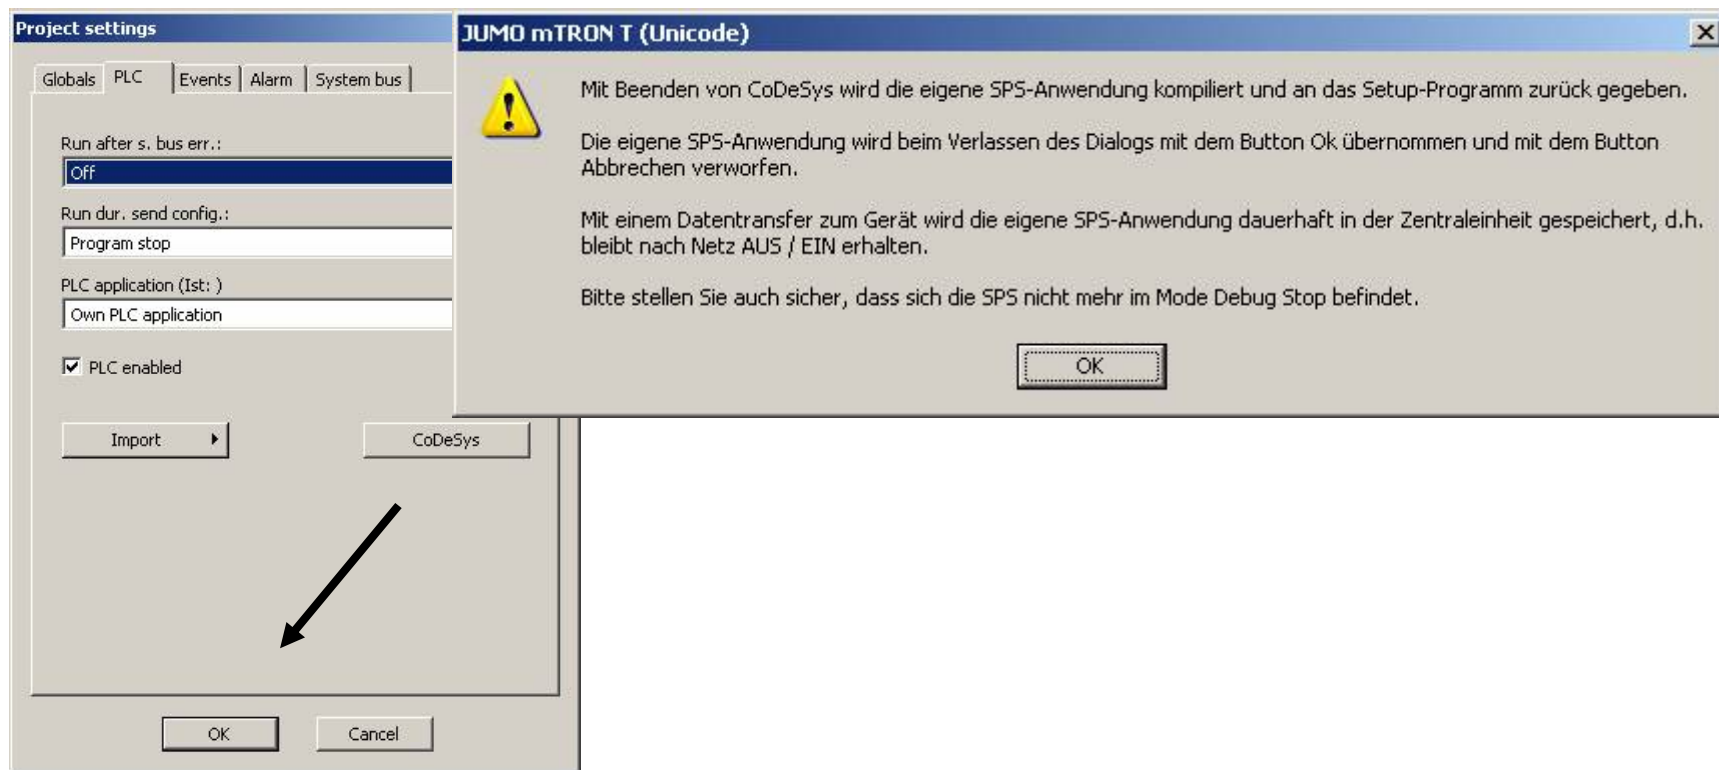 Project settings
Globals PLC Events Alarm System bus
Run after s. bus err.:
Off
Run dur. send config.:
Program stop
PLC application (Ist: )
Own PLC application
PLC enabled
Import
CoDeSys
OK
Cancel
JUMO mTRON T (Unicode)
Mit Beenden von CoDeSys wird die eigene SPS-Anwendung kompiliert und an das Setup-Programm zurück gegeben.
Die eigene SPS-Anwendung wird beim Verlassen des Dialogs mit dem Button Ok übernommen und mit dem Button
Abbrechen verworfen.
Mit einem Datentransfer zum Gerät wird die eigene SPS-Anwendung dauerhaft in der Zentraleinheit gespeichert, d.h.
bleibt nach Netz AUS / EIN erhalten.
Bitte stellen Sie auch sicher, dass sich die SPS nicht mehr im Mode Debug Stop befindet.
OK